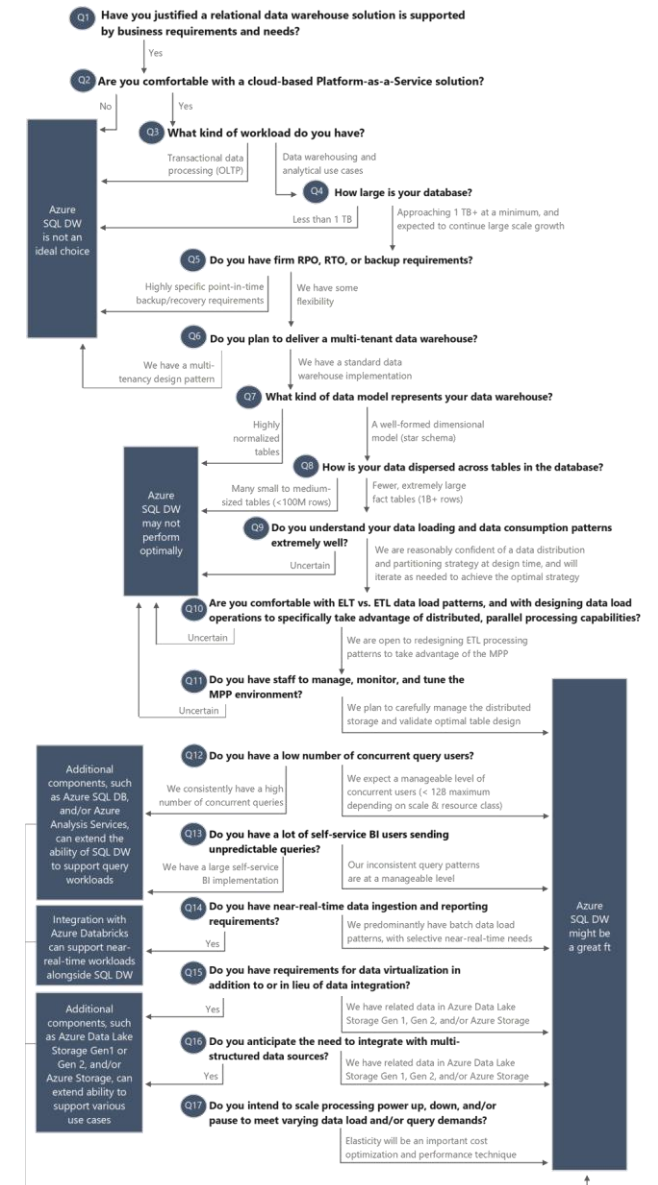 Q1
Have you justified a relational data warehouse solution is supported
by business requirements and needs?
Yes
Q2
Are you comfortable with a cloud-based Platform-as-a-Service solution?
No
Yes
Q3
What kind of workload do you have?
Transactional data
processing (OLTP)
Data warehousing and
analytical use cases
Q4
How large is your database?
Less than 1 TB
Approaching 1 TB+ at a minimum, and
expected to continue large scale growth
Azure
SQL DW
is not an
ideal choice
Q5
Do you have firm RPO, RTO, or backup requirements?
Highly specific point-in-time
backup/recovery requirements
We have some
flexibility
Q6
Do you plan to deliver a multi-tenant data warehouse?
We have a multi-
tenancy design pattern
We have a standard data
warehouse implementation
Q7
What kind of data model represents your data warehouse?
Highly
normalized
tables
A well-formed dimensional
model (star schema)
Q8
How is your data dispersed across tables in the database?
Many small to medium-
sized tables (<100M rows)
Fewer, extremely large
fact tables (1B+ rows)
Azure
SQL DW
may not
perform
optimally
Q9
Do you understand your data loading and data consumption patterns
extremely well?
Uncertain
We are reasonably confident of a data distribution
and partitioning strategy at design time, and will
iterate as needed to achieve the optimal strategy
Q10
Are you comfortable with ELT vs. ETL data load patterns, and with designing data load
operations to specifically take advantage of distributed, parallel processing capabilities?
Uncertain
We are open to redesigning ETL processing
patterns to take advantage of the MPP
Q11
Do you have staff to manage, monitor, and tune the
MPP environment?
Uncertain
We plan to carefully manage the distributed
storage and validate optimal table design
Q12
Do you have a low number of concurrent query users?
We consistently have a high
number of concurrent queries
We expect a manageable level of
concurrent users (< 128 maximum
depending on scale & resource class)
Additional
components, such
as Azure SQL DB,
and/or Azure
Analysis Services,
can extend the
ability of SQL DW
to support query
workloads
Q13
Do you have a lot of self-service BI users sending
unpredictable queries?
We have a large self-service
BI implementation
Our inconsistent query patterns
are at a manageable level
Q14
Do you have near-real-time data ingestion and reporting
requirements?
Yes
We predominantly have batch data load
patterns, with selective near-real-time needs
Integration with
Azure Databricks
can support near-
real-time workloads
alongside SQL DW
Azure
SQL DW
might be
a great ft
Q15
Do you have requirements for data virtualization in
addition to or in lieu of data integration?
Yes
We have related data in Azure Data Lake
Storage Gen 1, Gen 2, and/or Azure Storage
Additional
components, such
as Azure Data Lake
Storage Gen1 or
Gen 2, and/or
Azure Storage, can
extend ability to
support various
use cases
Q16
Do you anticipate the need to integrate with multi-
structured data sources?
Yes
We have related data in Azure Data Lake
Storage Gen 1, Gen 2, and/or Azure Storage
Q17
Do you intend to scale processing power up, down, and/or
pause to meet varying data load and/or query demands?
Elasticity will be an important cost
optimization and performance technique